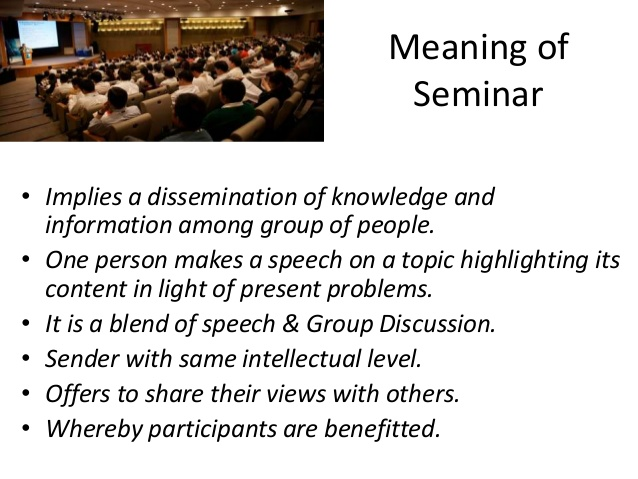 Meaning of
Seminar
• Implies a dissemination of knowledge and
information among group of people.
• One person makes a speech on a topic highlighting its
content in light of present problems.
• It is a blend of speech & Group Discussion.
• Sender with same intellectual level.
• Offers to share their views with others.
• Whereby participants are benefitted.